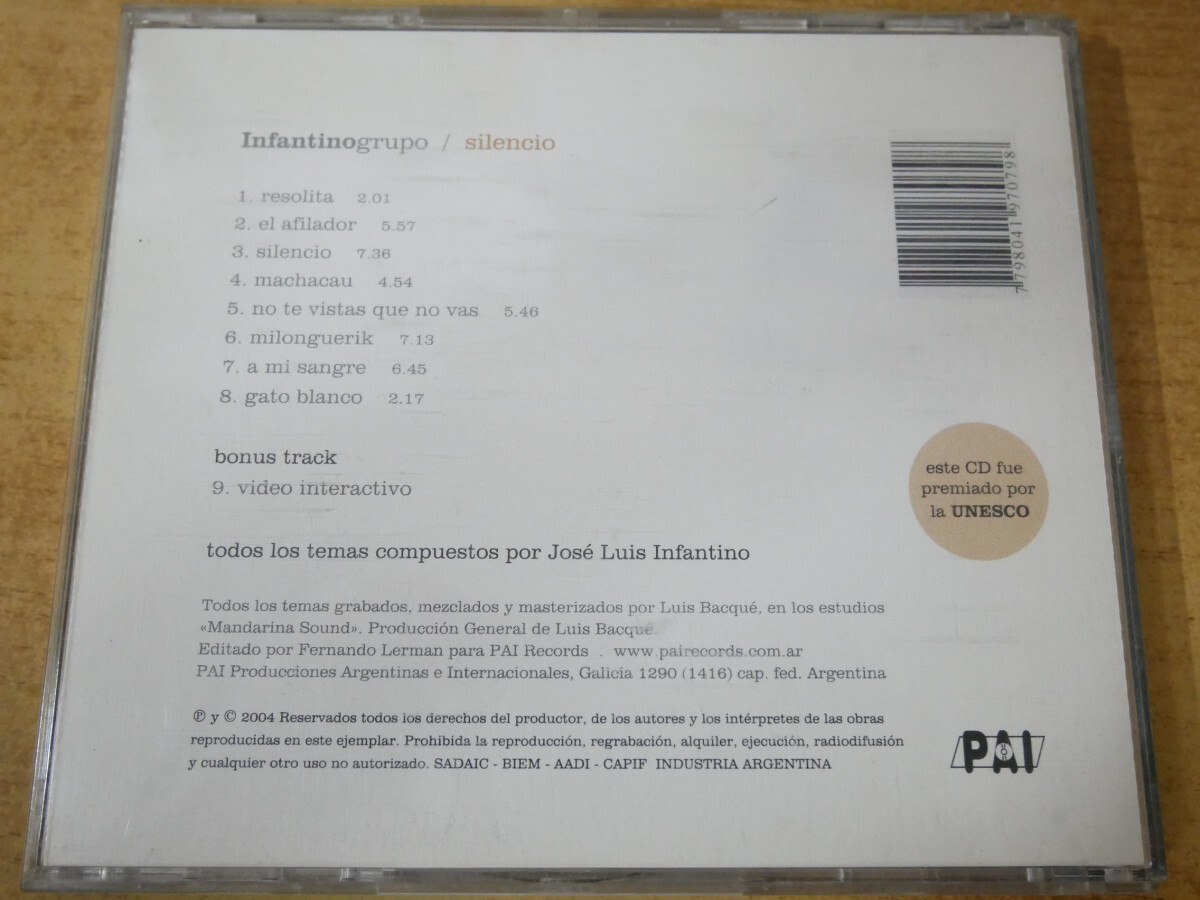 Infantinogrupo / silencio
1. resolita 2.01
2. el afilador 5.57
3. silencio 7.36
4. machacau 4.54
5. no te vistas que no vas 5.46
6. milonguerik 7.13
7. a mi sangre 6.45
8. gato blanco 2.17
bonus track
9. video interactivo
todos los temas compuestos por José Luis Infantino
Todos los temas grabados, mezclados y masterizados por Luis Bacqué, en los estudios
«Mandarina Sound». Producción General de Luis Bacqué.
Editado por Fernando Lerman para PAI Records . www.pairecords.com.ar
PAI Producciones Argentinas e Internacionales, Galicia 1290 (1416) cap. fed. Argentina
℗ y © 2004 Reservados todos los derechos del productor, de los autores y los intérpretes de las obras
reproducidas en este ejemplar. Prohibida la reproducción, regrabación, alquiler, ejecución, radiodifusión
y cualquier otro uso no autorizado. SADAIC - BIEM - AADI - CAPIF INDUSTRIA ARGENTINA
7 798041 970798
este CD fue
premiado por
la UNESCO
PAI